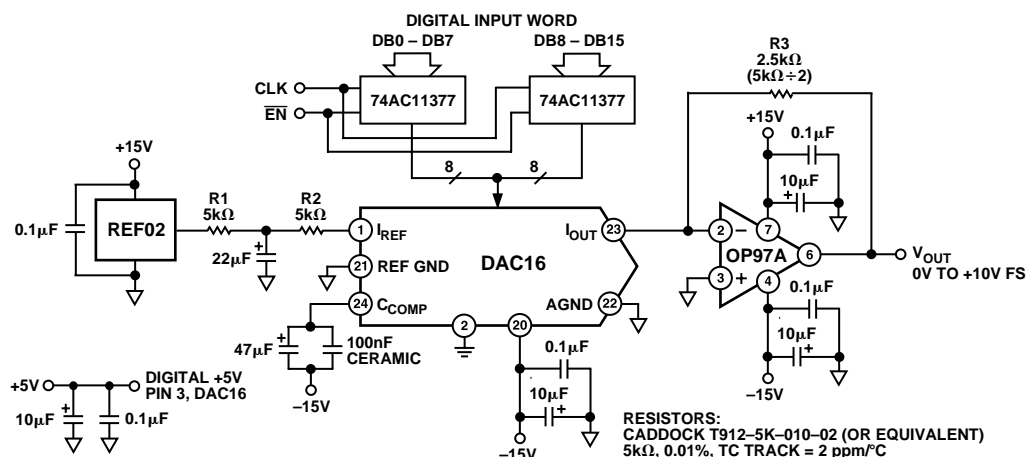 DIGITAL INPUT WORD
DB0 – DB7
DB8 – DB15
R3
2.5kΩ
(5kΩ÷2)
CLK
EN
74AC11377
74AC11377
+15V
+15V
0.1µF
10µF
+
8
8
R1
5kΩ
R2
5kΩ
0.1µF
REF02
22µF
+
1
IREF
IOUT
23
2
–
7
OP97A
6
VOUT
0V TO +10V FS
21
REF GND
DAC16
3
+
4
24
CCOMP
AGND
22
2
20
0.1µF
10µF
+
–15V
47µF
+
100nF
CERAMIC
–15V
0.1µF
10µF
+
–15V
+5V
DIGITAL +5V
PIN 3, DAC16
10µF
+
0.1µF
RESISTORS:
CADDOCK T912–5K–010–02 (OR EQUIVALENT)
5kΩ, 0.01%, TC TRACK = 2 ppm/°C